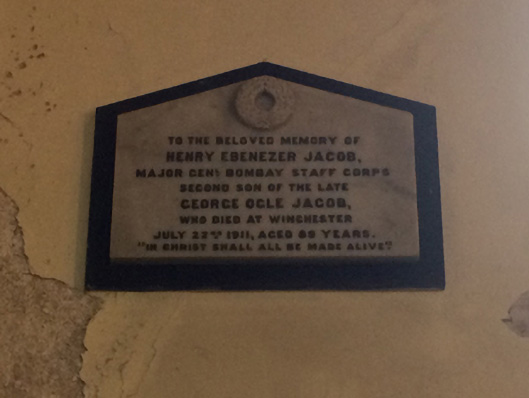 TO THE BELOVED MEMORY OF
HENRY EBENEZER JACOB,
MAJOR GENL BOMBAY STAFF CORPS
SECOND SON OF THE LATE
GEORGE OGLE JACOB,
WHO DIED AT WINCHESTER
JULY 22ND 1911, AGED 89 YEARS.
"IN CHRIST SHALL ALL BE MADE ALIVE"